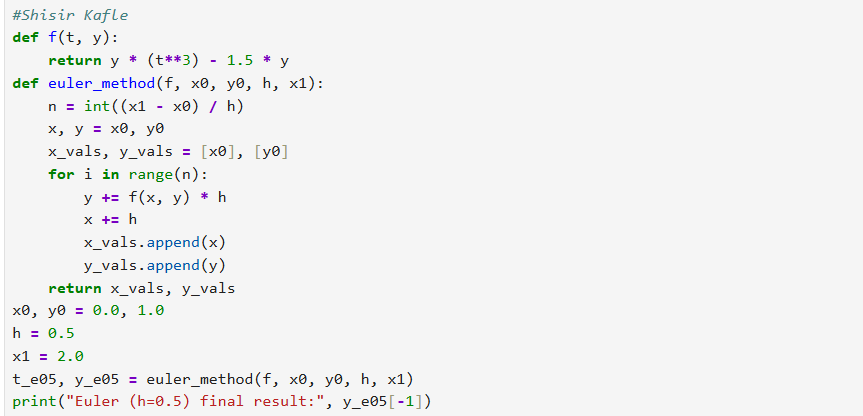 #Shisir Kafle
def f(t, y):
    return y * (t**3) - 1.5 * y
def euler_method(f, x0, y0, h, x1):
    n = int((x1 - x0) / h)
    x, y = x0, y0
    x_vals, y_vals = [x0], [y0]
    for i in range(n):
        y += f(x, y) * h
        x += h
        x_vals.append(x)
        y_vals.append(y)
    return x_vals, y_vals
x0, y0 = 0.0, 1.0
h = 0.5
x1 = 2.0
t_e05, y_e05 = euler_method(f, x0, y0, h, x1)
print("Euler (h=0.5) final result:", y_e05[-1])